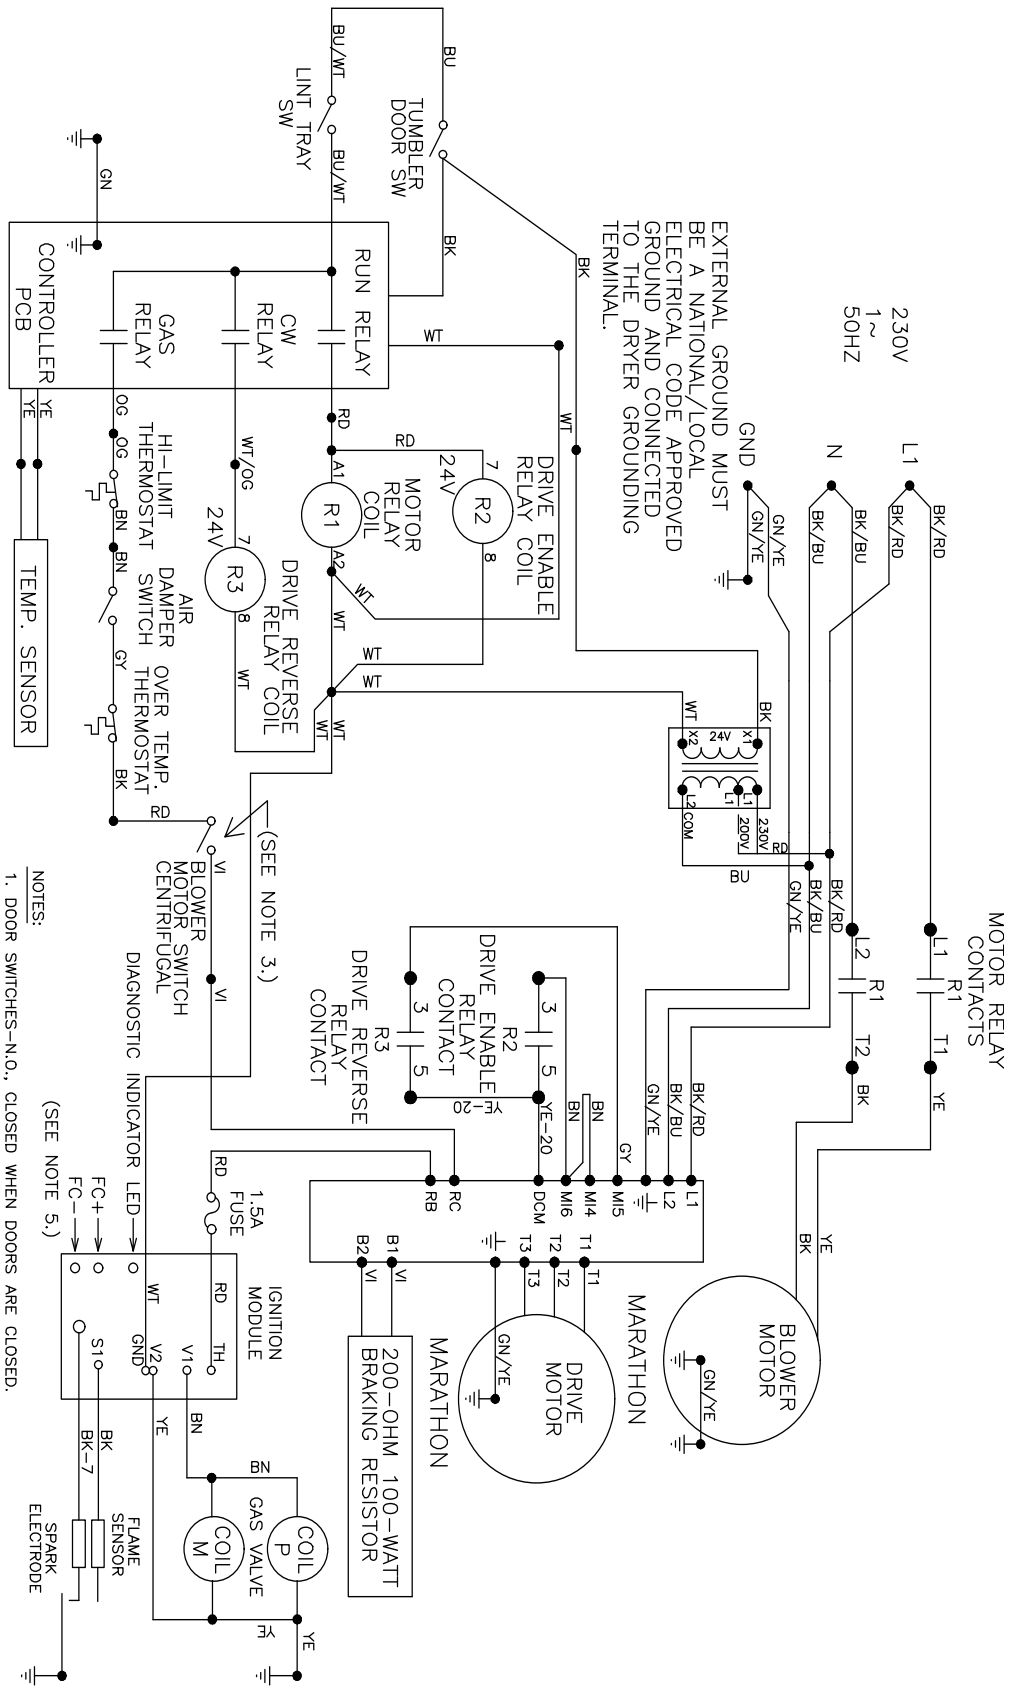 230V
1~
50HZ
L1
N
GND
BK/RD
BK/RD
BK/BU
BK/BU
GN/YE
GN/YE
EXTERNAL GROUND MUST
BE A NATIONAL/LOCAL
ELECTRICAL CODE APPROVED
GROUND AND CONNECTED
TO THE DRYER GROUNDING
TERMINAL.
MOTOR RELAY
CONTACTS
L1
R1
T1
YE
L2
R1
T2
BK
YE
BK
BLOWER
MOTOR
GN/YE
MARATHON
BK
X1
24V
X2
WT
L1
L1
L2
230V
200V
COM
RD
BU
BK/RD
BK/BU
GN/YE
BK/RD
BK/BU
GN/YE
GY
BN
BN
YE-20
YE-20
L1
L2
MI5
MI4
MI6
DCM
RC
RB
T1
T2
T3
B1
B2
T1
T2
T3
GN/YE
DRIVE
MOTOR
MARATHON
VI
VI
200-OHM 100-WATT
BRAKING RESISTOR
3
R2
5
DRIVE ENABLE
RELAY
CONTACT
3
R3
5
DRIVE REVERSE
RELAY
CONTACT
BU
TUMBLER
DOOR SW
BK
BK
BU/WT
LINT TRAY
SW
BU/WT
WT
WT
RUN RELAY
CW
RELAY
GAS
RELAY
CONTROLLER
PCB
GN
RD
RD
7
R2
8
24V
DRIVE ENABLE
RELAY COIL
A1
R1
A2
MOTOR
RELAY
COIL
WT
WT
WT
WT
WT
WT
WT
WT/OG
7
R3
8
24V
DRIVE REVERSE
RELAY COIL
OG
OG
HI-LIMIT
THERMOSTAT
BN
BN
AIR
DAMPER
SWITCH
GY
OVER TEMP.
THERMOSTAT
BK
RD
YE
YE
TEMP. SENSOR
(SEE NOTE 3.)
VI
BLOWER
MOTOR SWITCH
CENTRIFUGAL
VI
RD
1.5A
FUSE
RD
DIAGNOSTIC INDICATOR LED
FC+
FC-
(SEE NOTE 5.)
IGNITION
MODULE
TH
V1
V2
GND
WT
S1
BN
YE
BK
BK-7
BN
COIL
P
COIL
M
GAS VALVE
YE
YE
FLAME
SENSOR
SPARK
ELECTRODE
NOTES:
1. DOOR SWITCHES-N.O., CLOSED WHEN DOORS ARE CLOSED.